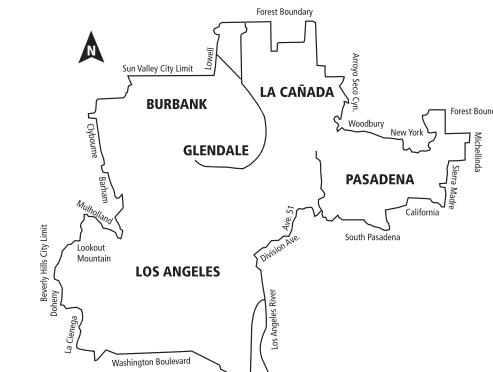 Forest Boundary
N
Lowell
Sun Valley City Limit
Arroyo Seco Cyn.
LA CAÑADA
BURBANK
Forest Bound
Woodbury
New York
Clybourne
Michellinda
GLENDALE
Barham
PASADENA
Sierra Madre
Mulholland
California
Ave. 51
South Pasadena
Division Ave.
Lookout
Mountain
Beverly Hills City Limit
LOS ANGELES
Doheny
Los Angeles River
La Cienega
Washington Boulevard